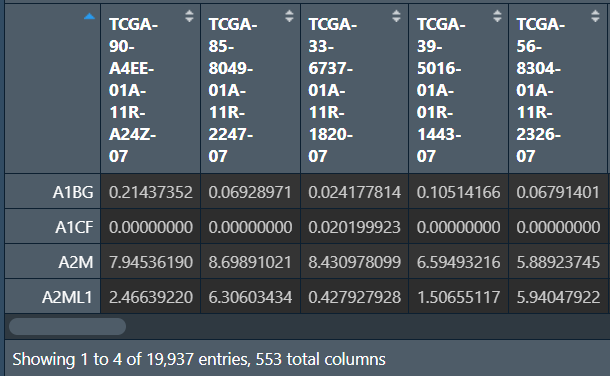 TCGA-90-A4EE-01A-11R-A24Z-07 TCGA-85-8049-01A-11R-2247-07 TCGA-33-6737-01A-11R-1820-07 TCGA-39-5016-01A-01R-1443-07 TCGA-56-8304-01A-11R-2326-07
A1BG 0.21437352 0.06928971 0.024177814 0.10514166 0.06791401
A1CF 0.00000000 0.00000000 0.020199923 0.00000000 0.00000000
A2M 7.94536190 8.69891021 8.430978099 6.59493216 5.88923745
A2ML1 2.46639220 6.30603434 0.427927928 1.50655117 5.94047922
Showing 1 to 4 of 19,937 entries, 553 total columns